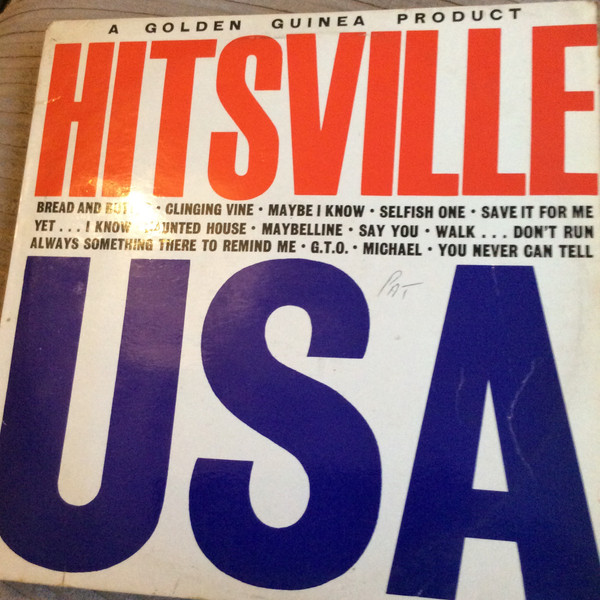 A GOLDEN GUINEA PRODUCT
HITSVILLE
BREAD AND • CLINGING VINE • MAYBE I KNOW • SELFISH ONE • SAVE IT FOR ME
YET . . . I KNOW • HAUNTED HOUSE • MAYBELLINE • SAY YOU • WALK . . . DON'T RUN
ALWAYS SOMETHING THERE TO REMIND ME • G.T.O. • MICHAEL • YOU NEVER CAN TELL
PAT
USA